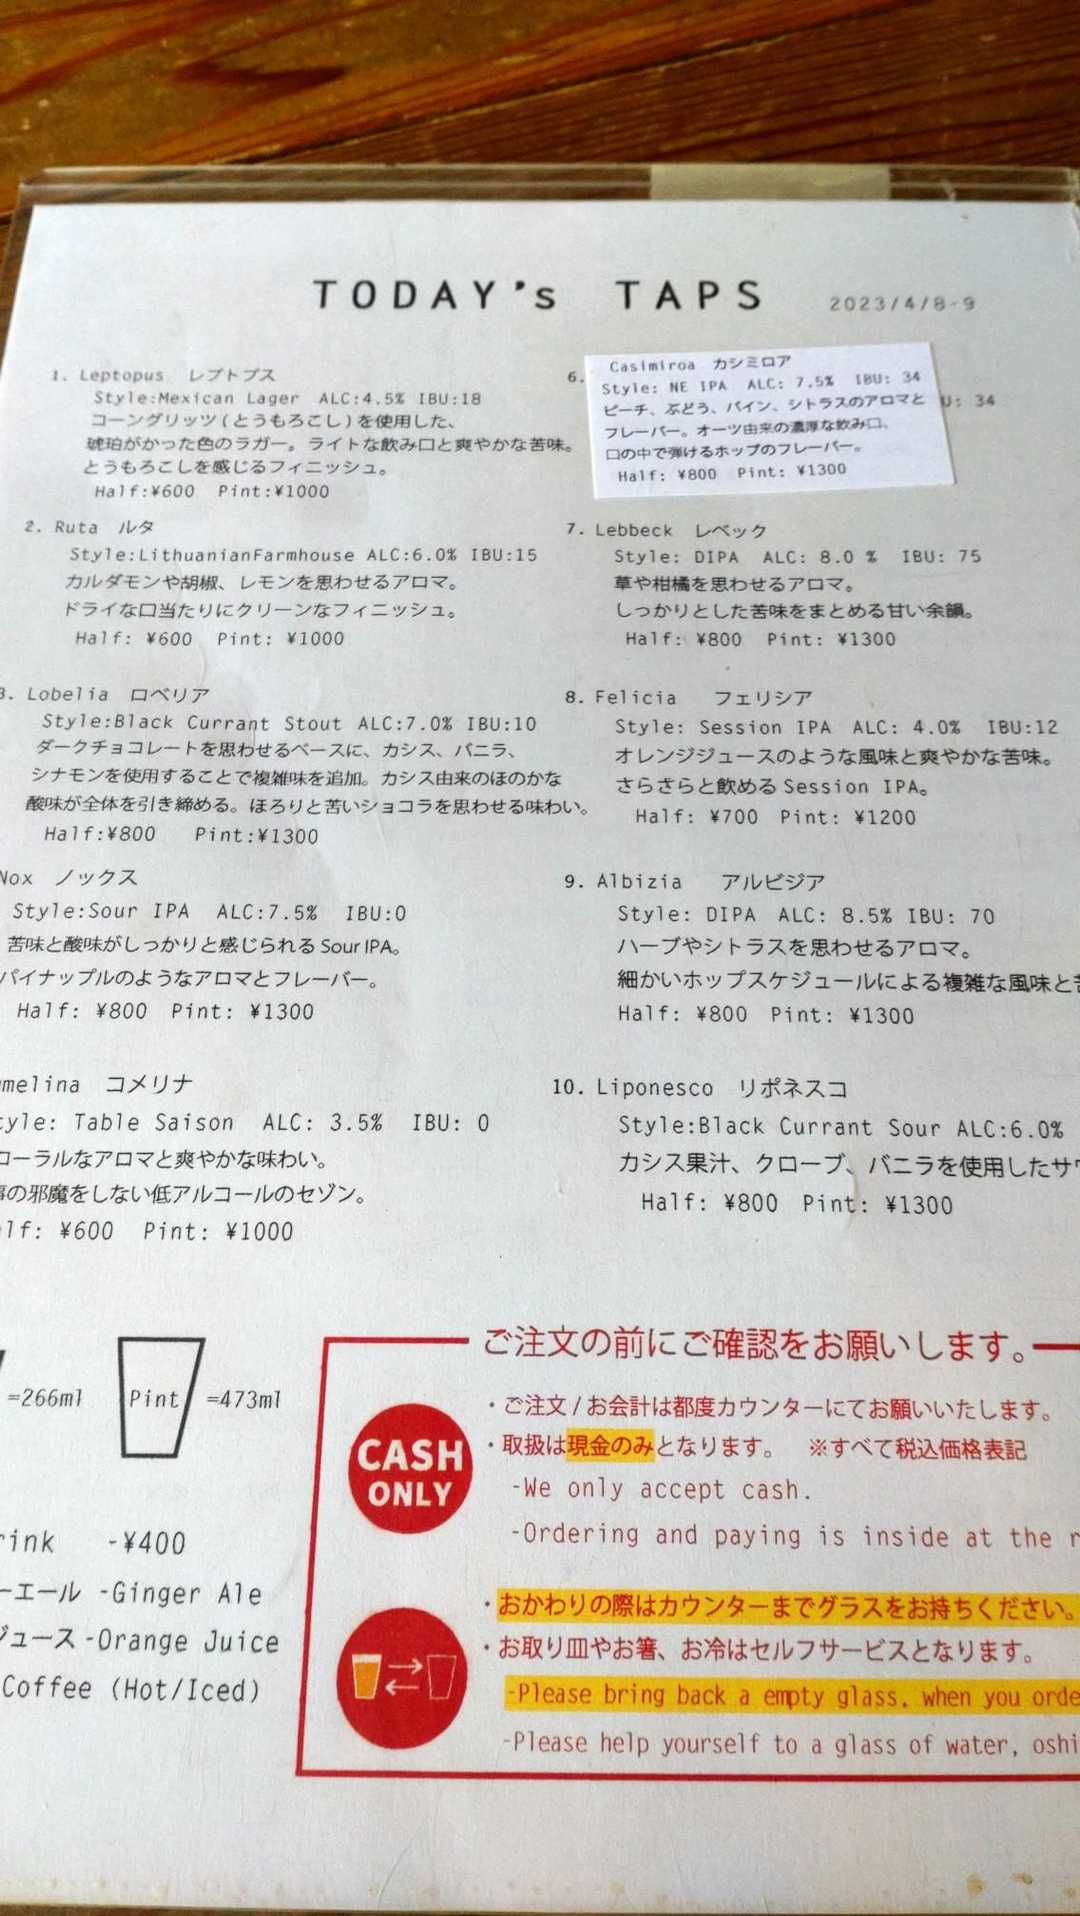 TODAY's TAPS 2023/4/8-9
1. Leptopus レプトプス
Style:Mexican Lager ALC:4.5% IBU:18
コーングリッツ(とうもろこし)を使用した、
琥珀がかった色のラガー。ライトな飲み口と爽やかな苦味。
とうもろこしを感じるフィニッシュ。
Half:¥600 Pint:¥1000
2. Ruta ルタ
Style:LithuanianFarmhouse ALC:6.0% IBU:15
カルダモンや胡椒、レモンを思わせるアロマ。
ドライな口当たりにクリーンなフィニッシュ。
Half: ¥600 Pint: ¥1000
3. Lobelia ロベリア
Style:Black Currant Stout ALC:7.0% IBU:10
ダークチョコレートを思わせるベースに、カシス、バニラ、
シナモンを使用することで複雑味を追加。カシス由来のほのかな
酸味が全体を引き締める。ほろりと苦いショコラを思わせる味わい。
Half:¥800 Pint:¥1300
Nox ノックス
Style:Sour IPA ALC:7.5% IBU:0
苦味と酸味がしっかりと感じられる Sour IPA。
パイナップルのようなアロマとフレーバー。
Half: ¥800 Pint: ¥1300
melina コメリナ
tyle: Table Saison ALC: 3.5% IBU: 0
ローラルなアロマと爽やかな味わい。
の邪魔をしない低アルコールのセゾン。
alf: ¥600 Pint: ¥1000
6.
Casimiroa カシミロア
Style: NE IPA ALC: 7.5% IBU: 34
U: 34
ピーチ、ぶどう、パイン、シトラスのアロマと
フレーバー。オーツ由来の濃厚な飲み口、
口の中で弾けるホップのフレーバー。
Half: ¥800 Pint: ¥1300
7. Lebbeck レベック
Style: DIPA ALC: 8.0 % IBU: 75
草や柑橘を思わせるアロマ。
しっかりとした苦味をまとめる甘い余韻。
Half: ¥800 Pint: ¥1300
8. Felicia フェリシア
Style: Session IPA ALC: 4.0% IBU:12
オレンジジュースのような風味と爽やかな苦味。
さらさらと飲める Session IPA。
Half: ¥700 Pint: ¥1200
9. Albizia アルビジア
Style: DIPA ALC: 8.5% IBU: 70
ハーブやシトラスを思わせるアロマ。
細かいホップスケジュールによる複雑な風味と
Half: ¥800 Pint: ¥1300
10. Liponesco リポネスコ
Style:Black Currant Sour ALC:6.0%
カシス果汁、クローブ、バニラを使用したサ
Half: ¥800 Pint: ¥1300
=266ml Pint =473ml
rink -¥400
ーエール -Ginger Ale
ジュース -Orange Juice
Coffee (Hot/Iced)
ご注文の前にご確認をお願いします。
CASH
ONLY
・ご注文/お会計は都度カウンターにてお願いいたします。
・取扱は現金のみとなります。 ※すべて税込価格表記
-We only accept cash.
-Ordering and paying is inside at the r
・おかわりの際はカウンターまでグラスをお持ちください。
・お取り皿やお箸、お冷はセルフサービスとなります。
-Please bring back a empty glass. when you orde
-Please help yourself to a glass of water, oshi